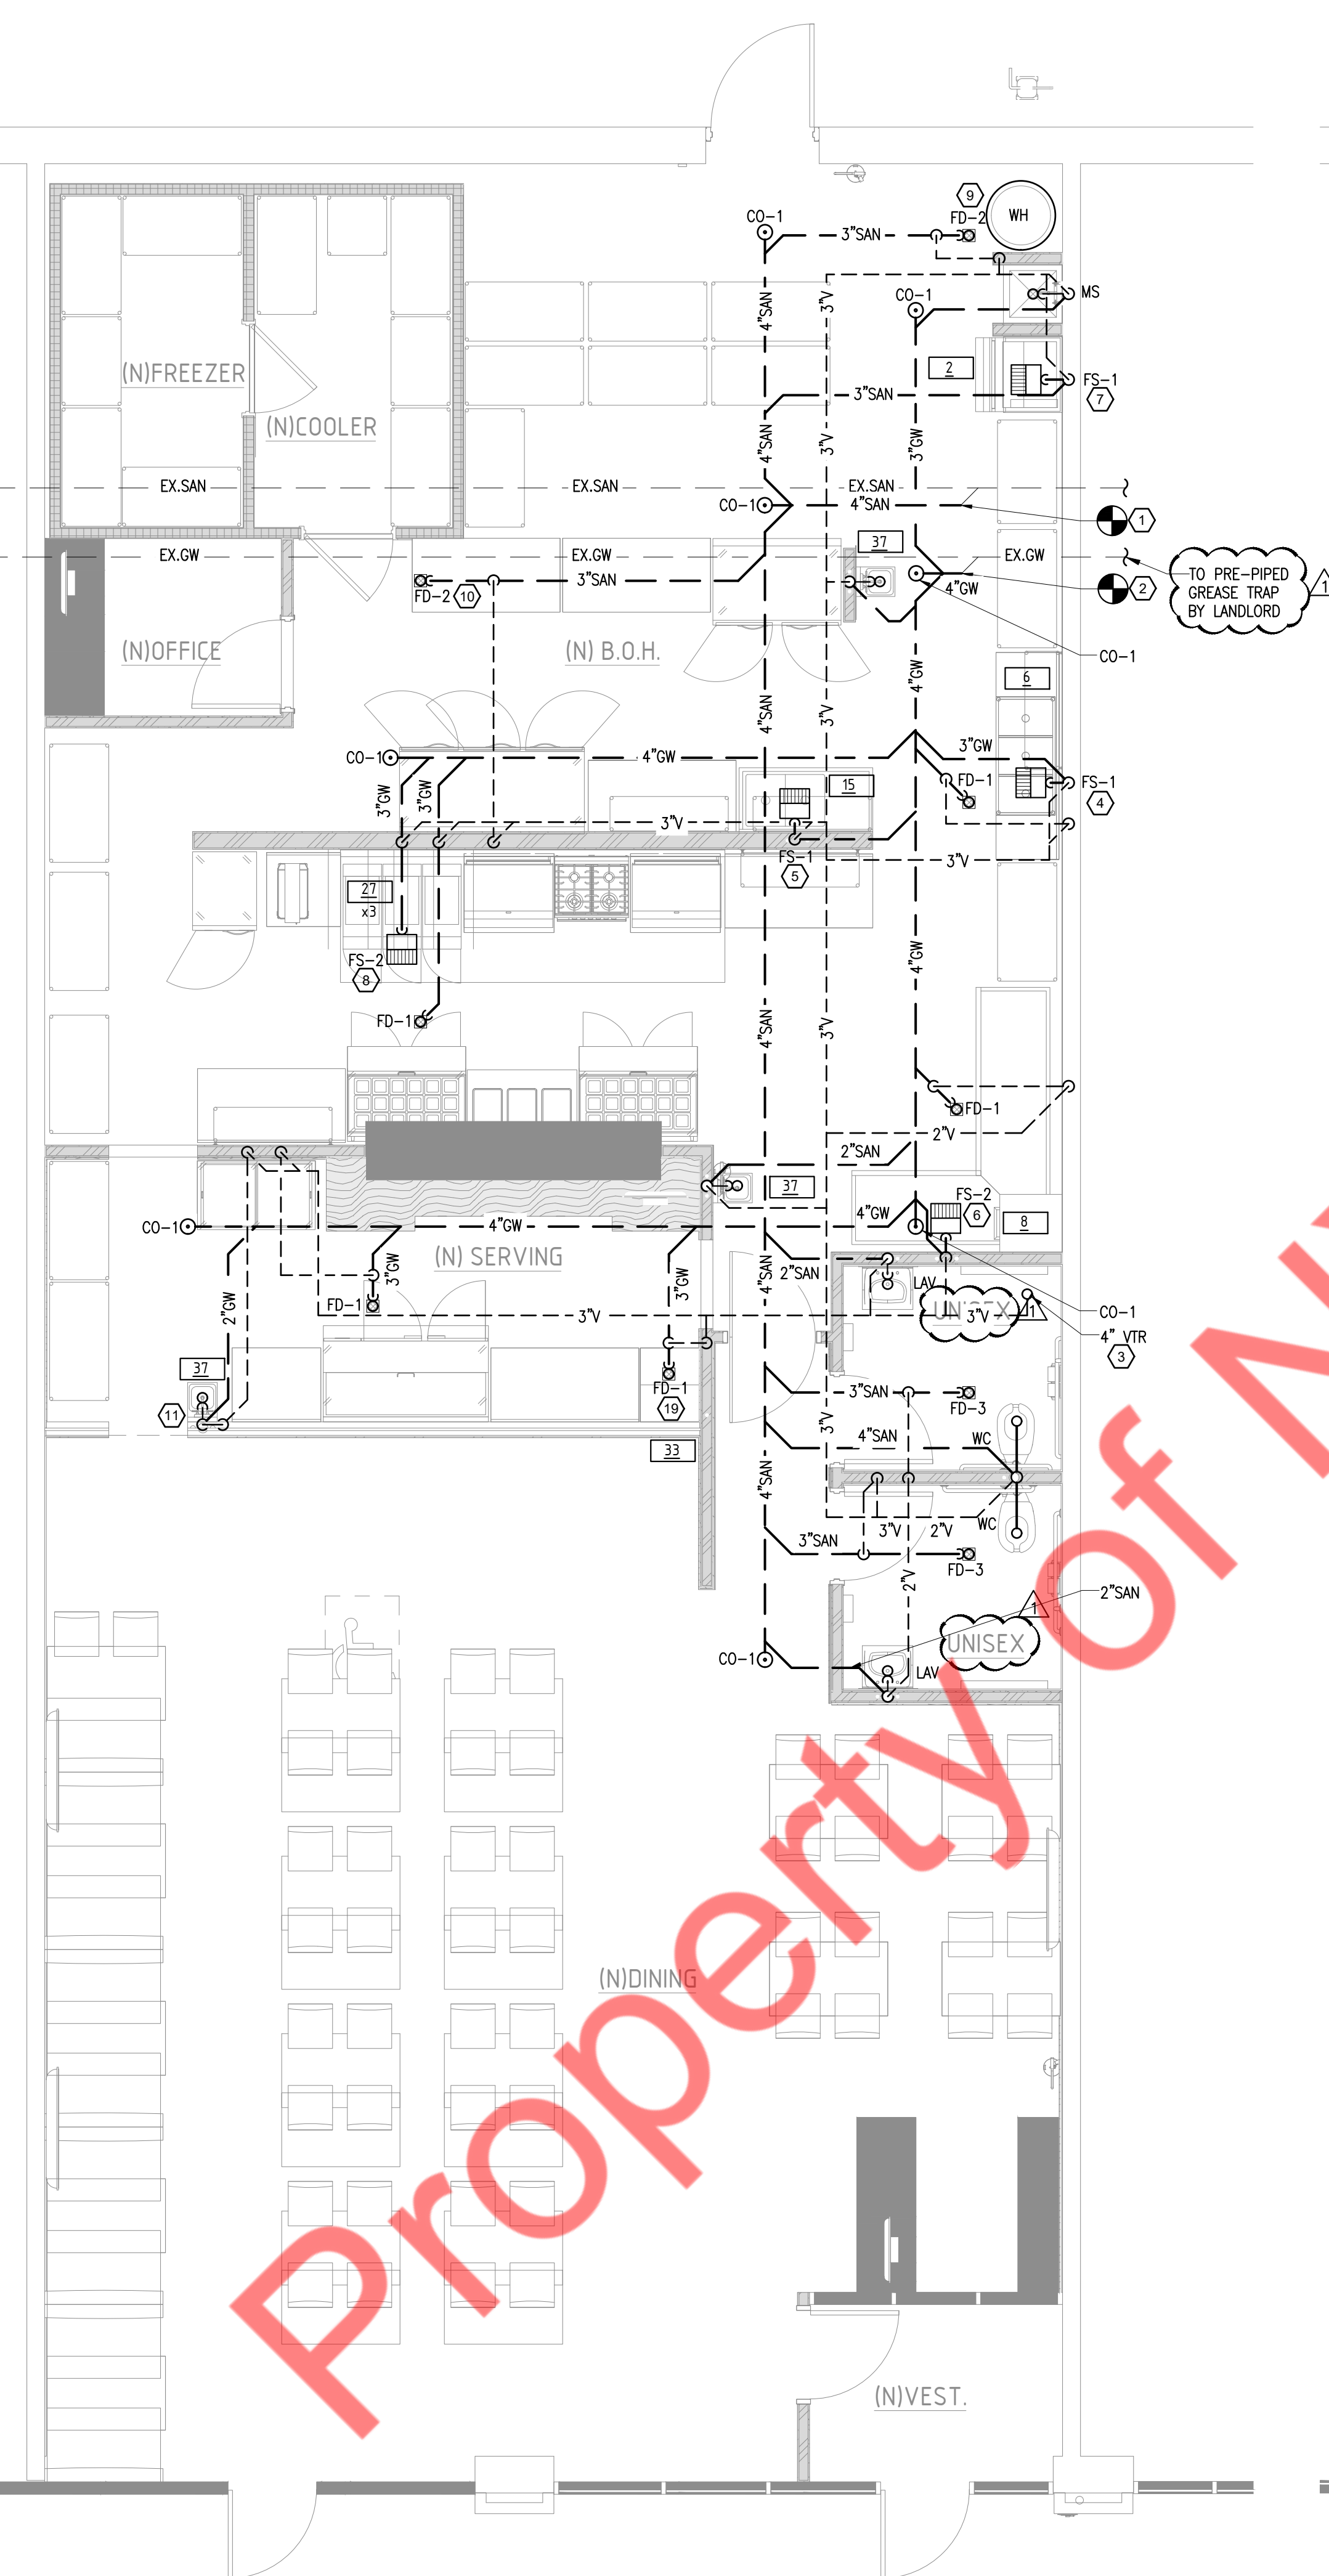 9
WH
CO-1
FD-2
3"SAN
MS
4"SAN
3"V
CO-1
(N)FREEZER
2
FS-1
7
3"SAN
(N)COOLER
4"SAN
3"V
3"GW
EX.SAN
EX.SAN
EX.SAN
CO-1
4"SAN
1
37
EX.GW
EX.GW
EX.GW
TO PRE-PIPED
GREASE TRAP
BY LANDLORD
1
3"SAN
FD-2
10
4"GW
2
(N)OFFICE
(N) B.O.H.
CO-1
6
4"GW
4"SAN
3"V
CO-1
4"GW
3"GW
3"GW
3"GW
FD-1
15
FS-1
4
3"V
FS-1
5
3"V
27
x3
FS-2
8
4"GW
FD-1
4"SAN
3"V
FD-1
2"V
2"SAN
37
FS-2
6
8
CO-1
4"GW
4"GW
(N) SERVING
3"GW
3"GW
4"SAN
2"SAN
LAV
2"GW
FD-1
3"V
UNISEX
3"V
1
CO-1
4" VTR
3
37
11
FD-1
19
3"SAN
FD-3
3"V
33
4"SAN
WC
4"SAN
3"V
2"V
WC
3"SAN
FD-3
2"V
2"SAN
1
UNISEX
CO-1
LAV
(N)DINING
(N)VEST.
Property of N